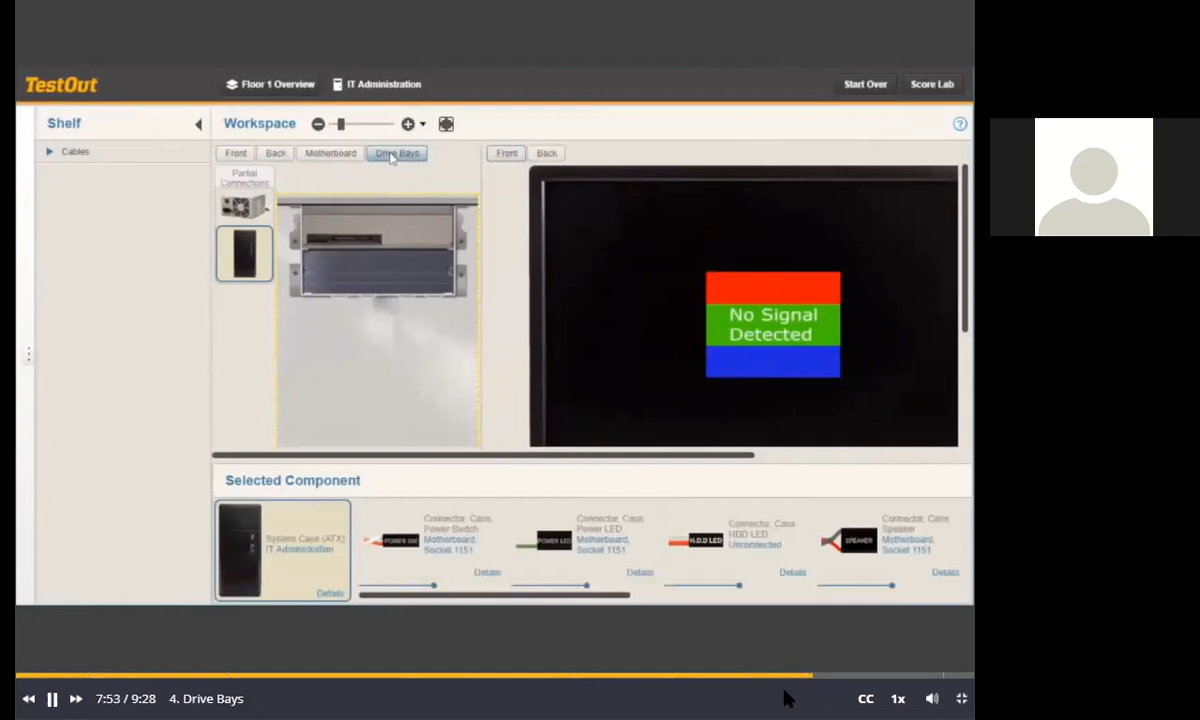 TestOut
Floor 1 Overview
IT Administration
Start Over
Score Lab
Shelf
Workspace
Cables
Front
Back
Motherboard
Drive Bays
Front
Back
Partial
Connections
No Signal
Detected
Selected Component
System Case (ATX)
IT Administration
Details
POWER SW
Connector, Case,
Power Switch
Motherboard,
Socket 1151
Details
POWER LED
Connector, Case
Power LED
Motherboard,
Socket 1151
Details
H.D.D LED
Connector, Case
HDD LED
Unconnected
Details
SPEAKER
Connector, Case,
Speaker
Motherboard,
Socket 1151
Details
7:53 / 9:28
4. Drive Bays
CC
1x